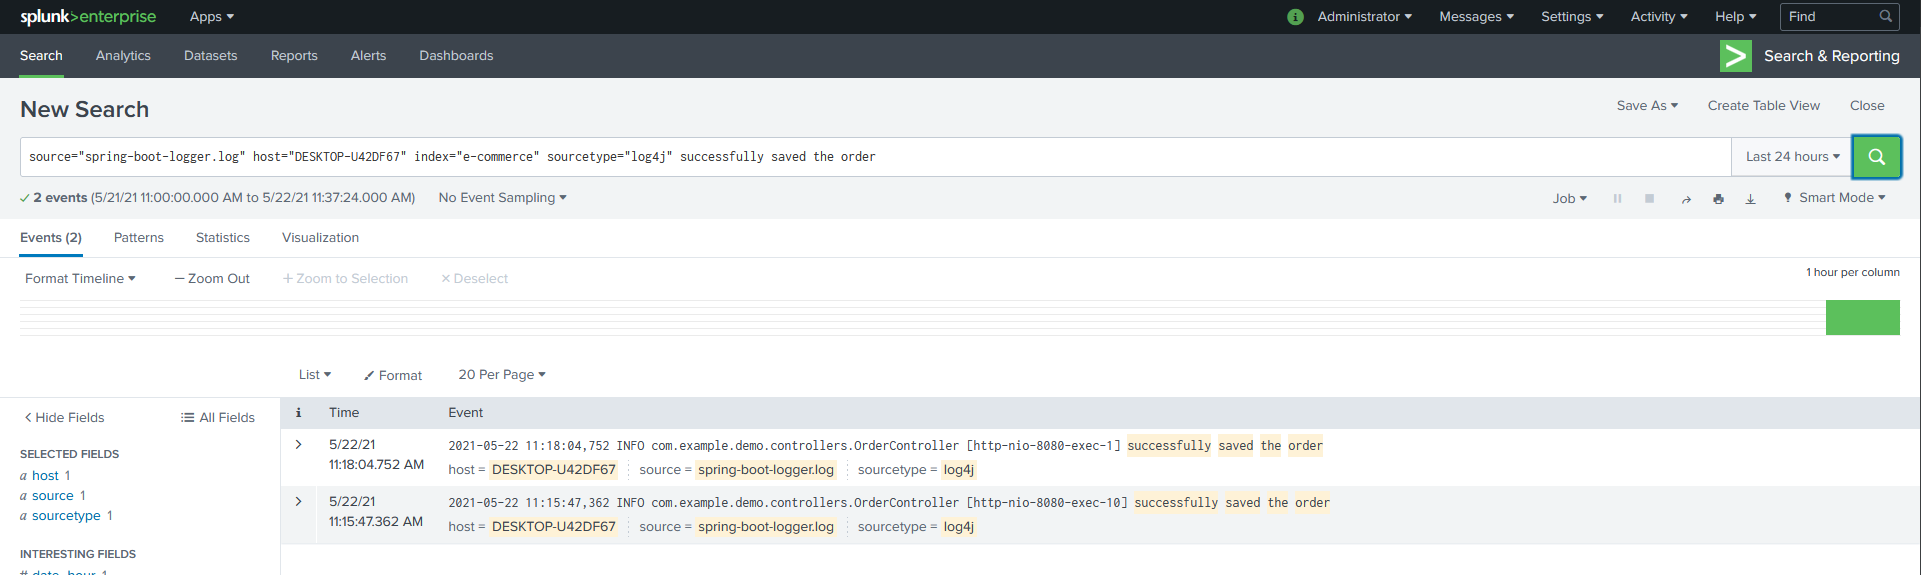 splunk>enterprise Apps Administrator Messages Settings Activity Help Find
Search Analytics Datasets Reports Alerts Dashboards Search & Reporting
New Search Save As Create Table View Close
source="spring-boot-logger.log" host="DESKTOP-U42DF67" index="e-commerce" sourcetype="log4j" successfully saved the order Last 24 hours
2 events (5/21/21 11:00:00.000 AM to 5/22/21 11:37:24.000 AM) No Event Sampling Job Smart Mode
Events (2) Patterns Statistics Visualization
Format Timeline — Zoom Out + Zoom to Selection × Deselect 1 hour per column
List Format 20 Per Page
< Hide Fields All Fields i Time Event
SELECTED FIELDS
a host 1
a source 1
a sourcetype 1
INTERESTING FIELDS
# date_hour 1
> 5/22/21 2021-05-22 11:18:04,752 INFO com.example.demo.controllers.OrderController [http-nio-8080-exec-1] successfully saved the order
11:18:04.752 AM host = DESKTOP-U42DF67 source = spring-boot-logger.log sourcetype = log4j
> 5/22/21 2021-05-22 11:15:47,362 INFO com.example.demo.controllers.OrderController [http-nio-8080-exec-10] successfully saved the order
11:15:47.362 AM host = DESKTOP-U42DF67 source = spring-boot-logger.log sourcetype = log4j